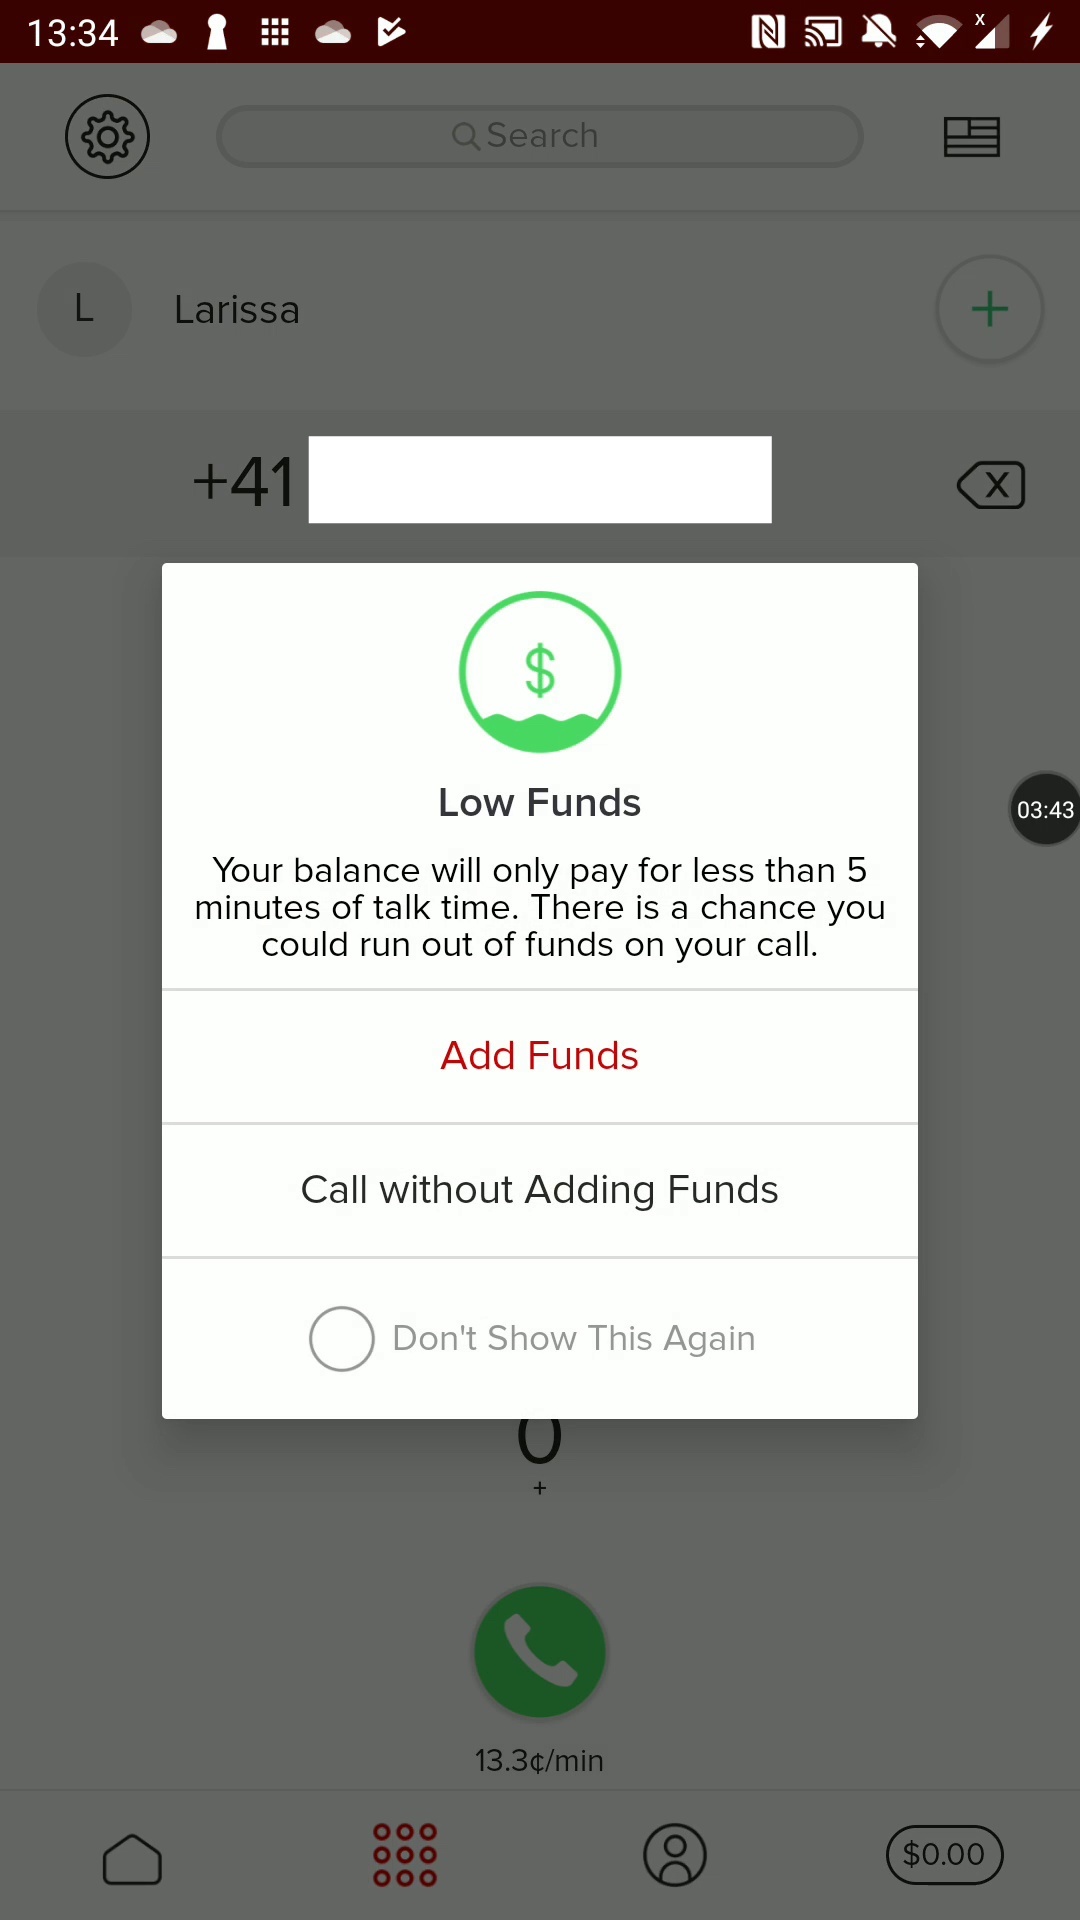 13:34
Search
L
Larissa
+41
$
Low Funds
Your balance will only pay for less than 5
minutes of talk time. There is a chance you
could run out of funds on your call.
03:43
Add Funds
Call without Adding Funds
Don't Show This Again
0
+
13.3¢/min
$0.00